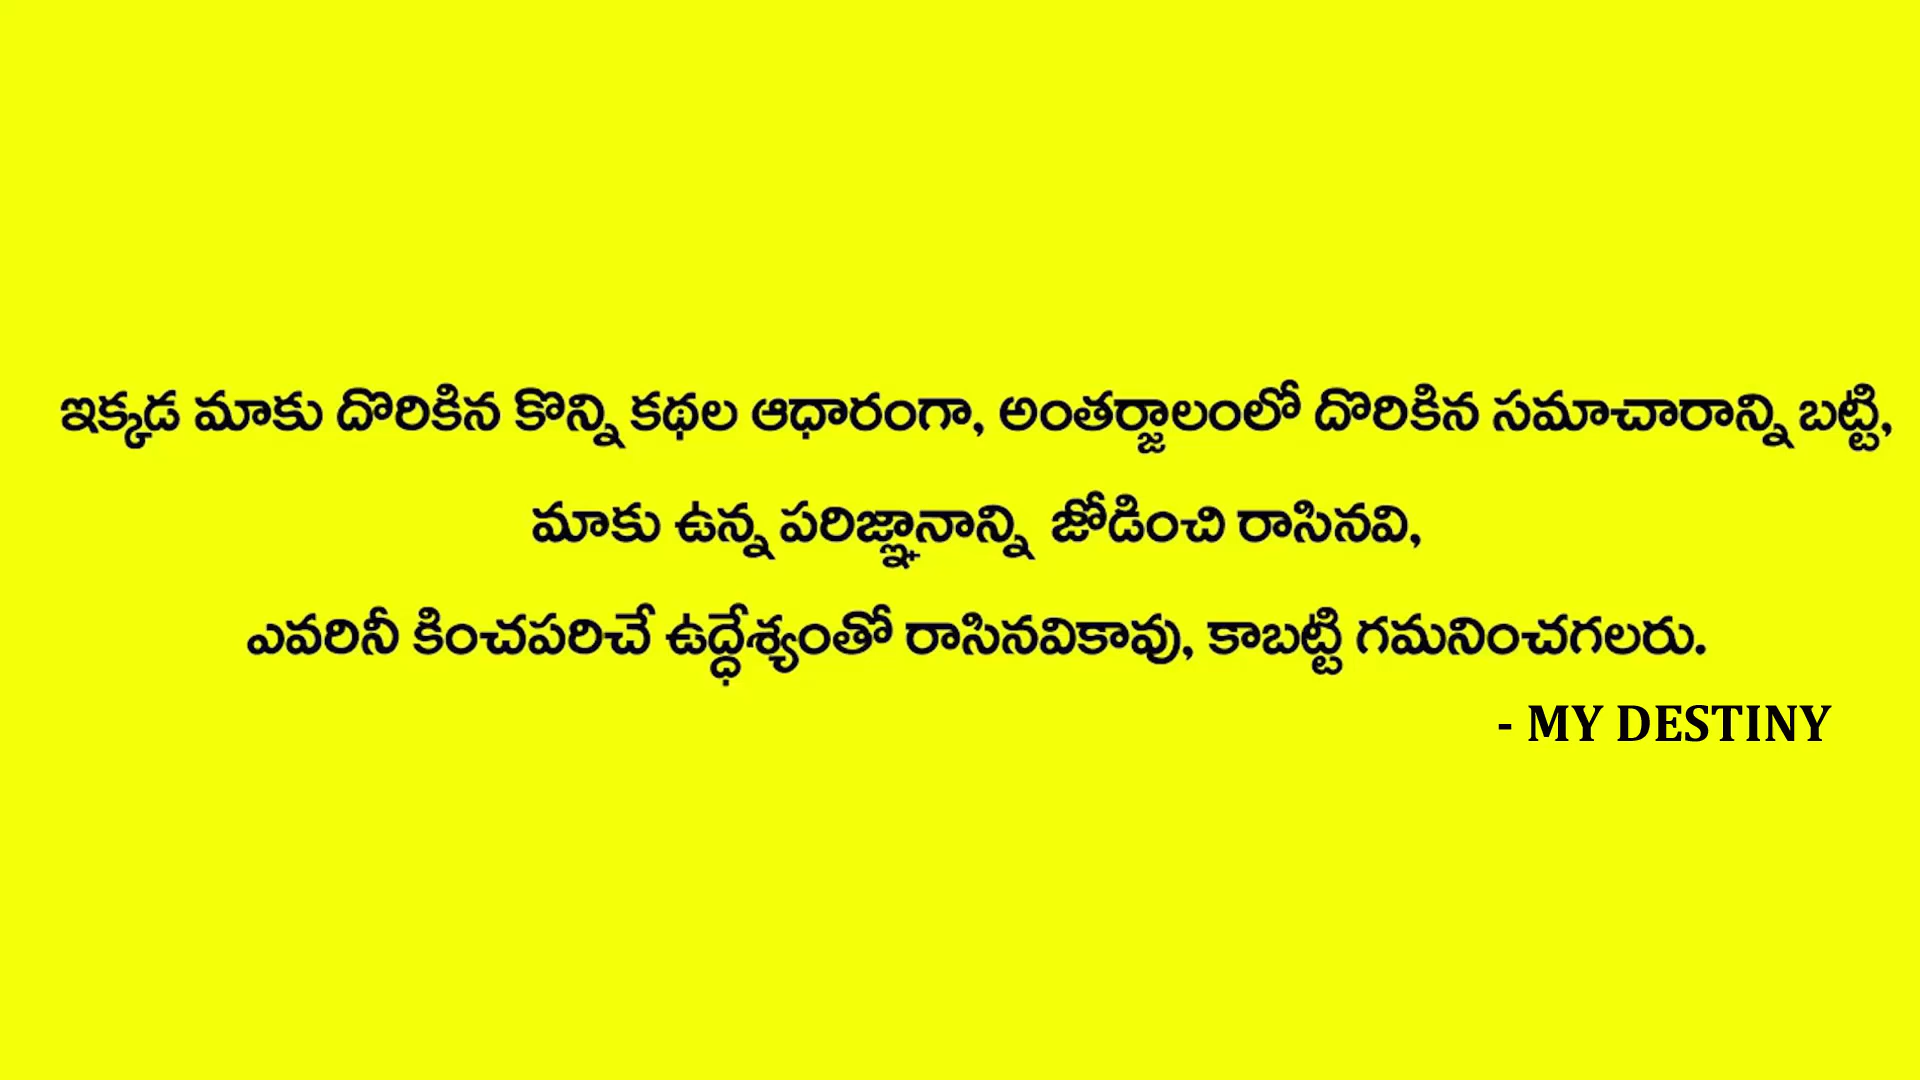 ఇక్కడ మాకు దొరికిన కొన్ని కథల ఆధారంగా, అంతర్జాలంలో దొరికిన సమాచారాన్ని బట్టి,
మాకు ఉన్న పరిజ్ఞానాన్ని జోడించి రాసినవి,
ఎవరినీ కించపరిచే ఉద్ధేశ్యంతో రాసినవికావు, కాబట్టి గమనించగలరు.
- MY DESTINY